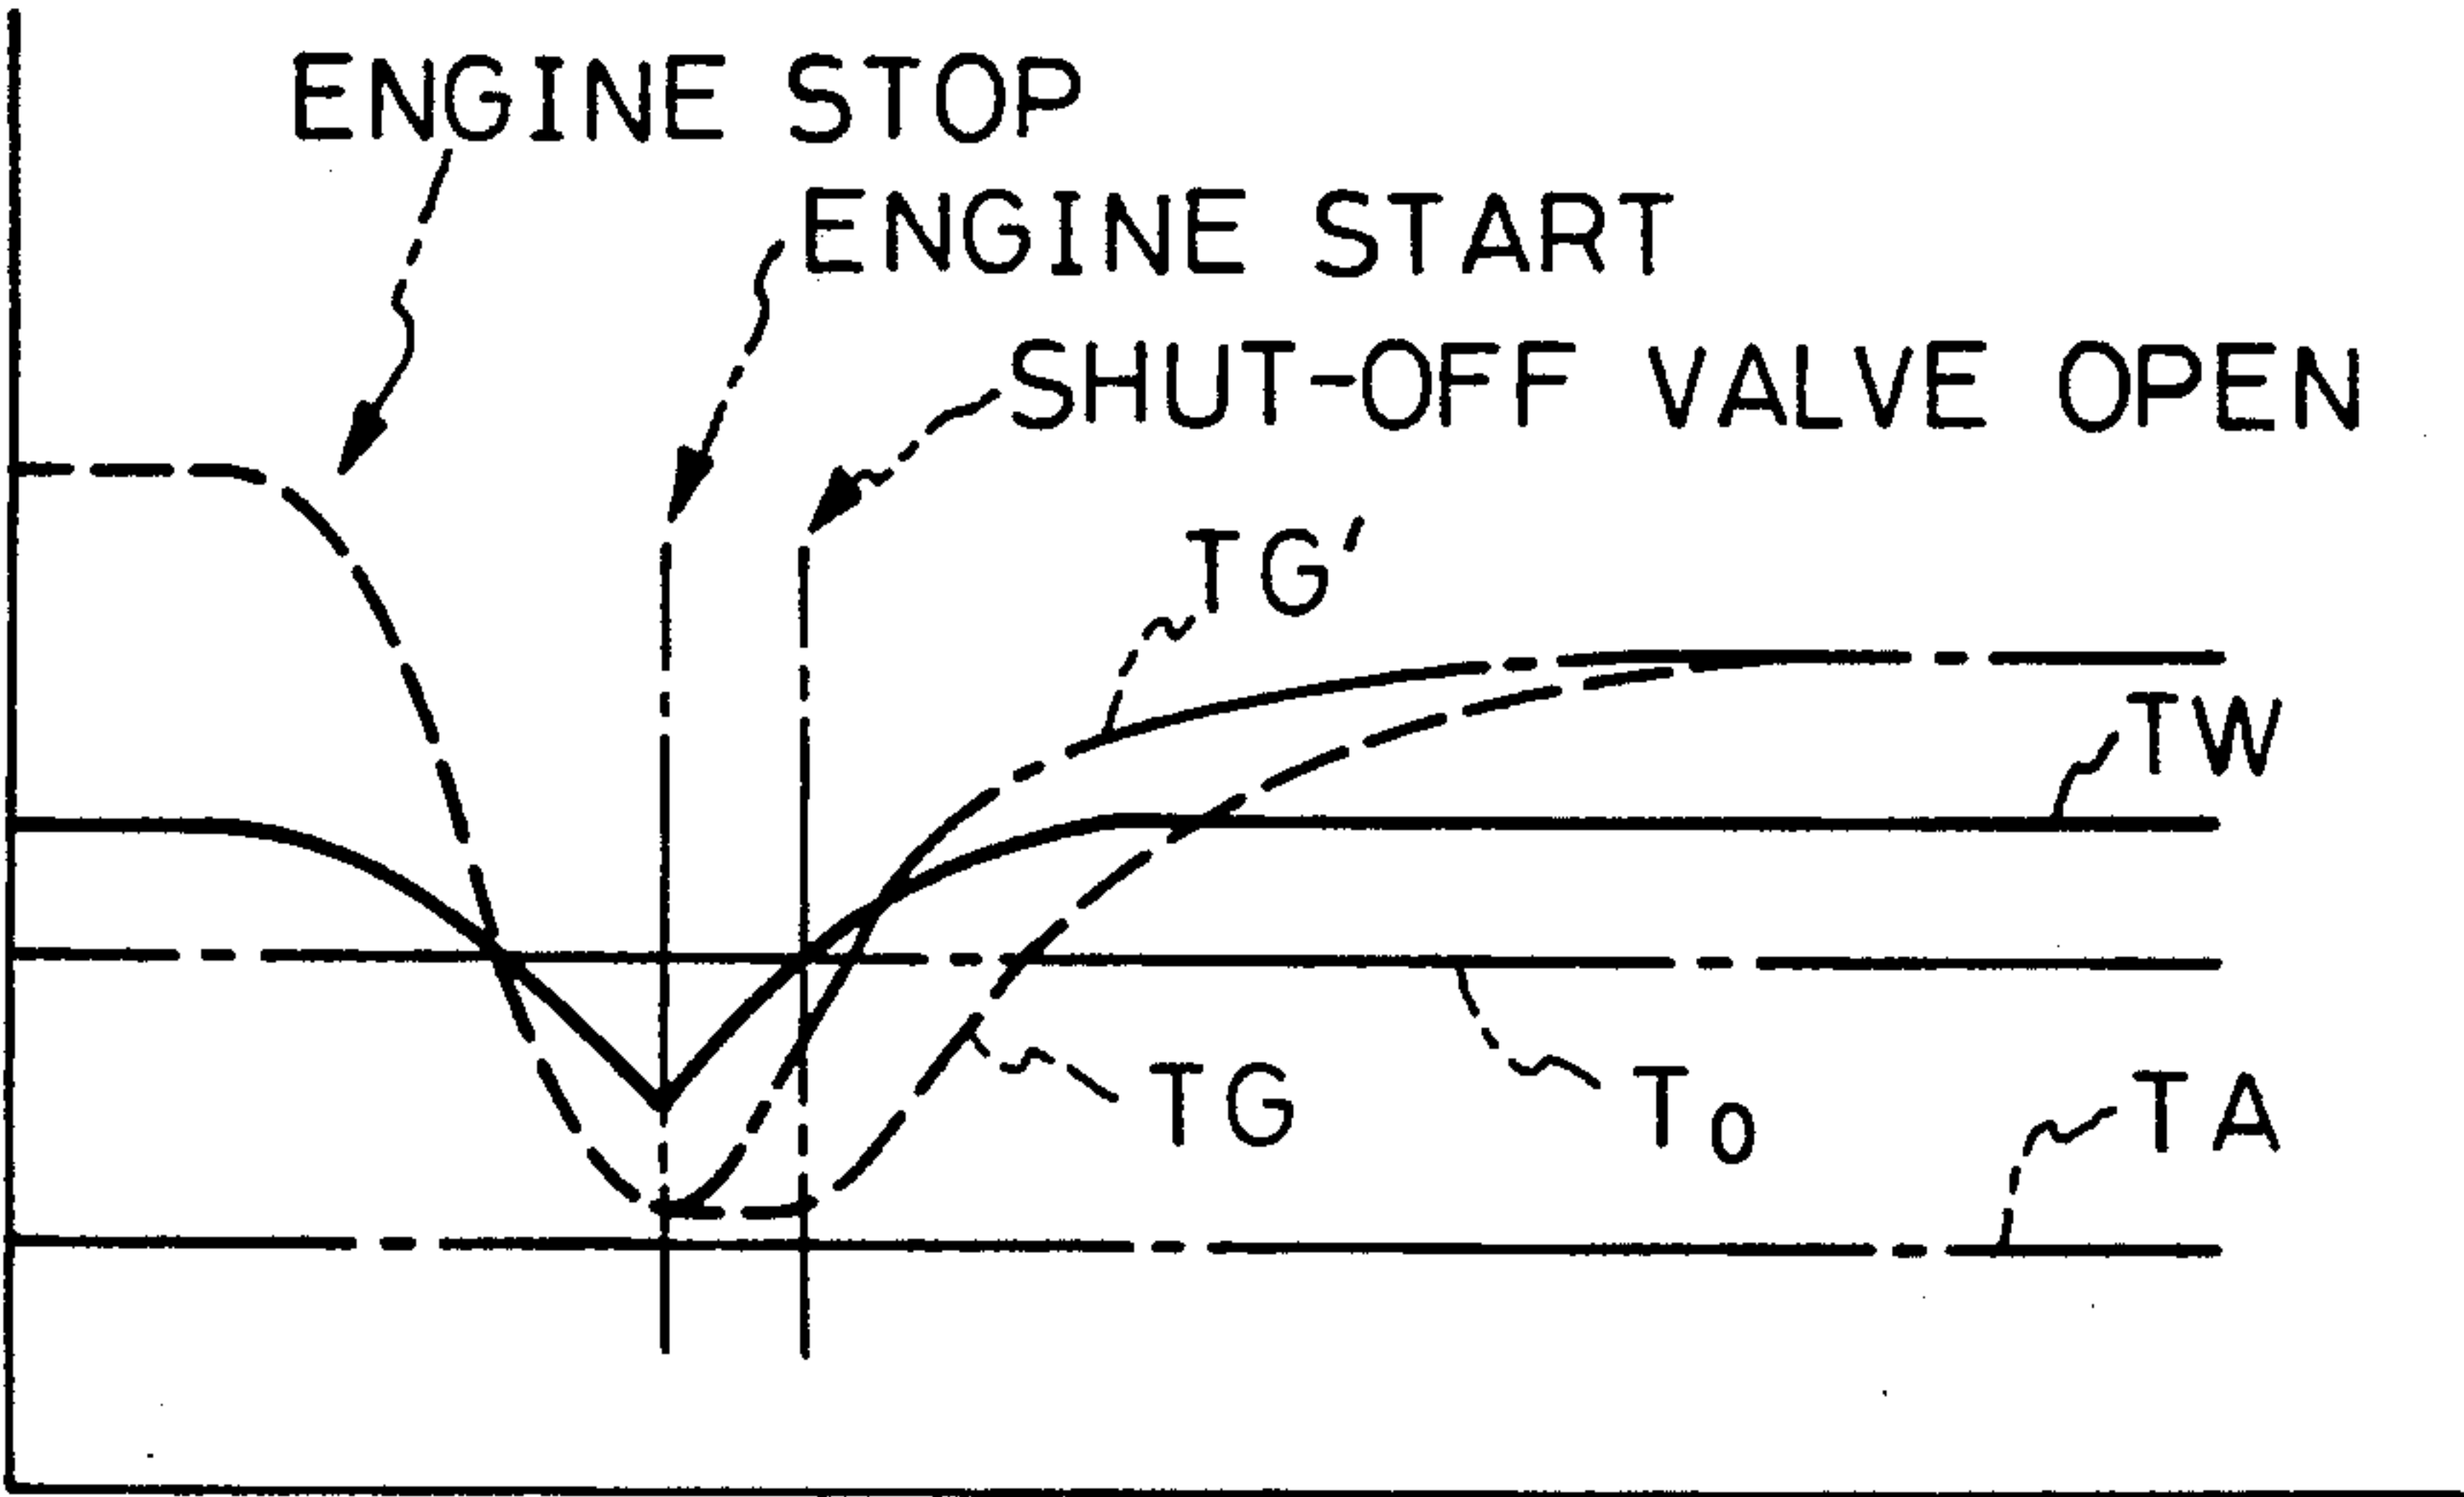 ENGINE STOP
ENGINE START
SHUT-OFF VALVE OPEN
TG′
TW
TG
T₀
TA